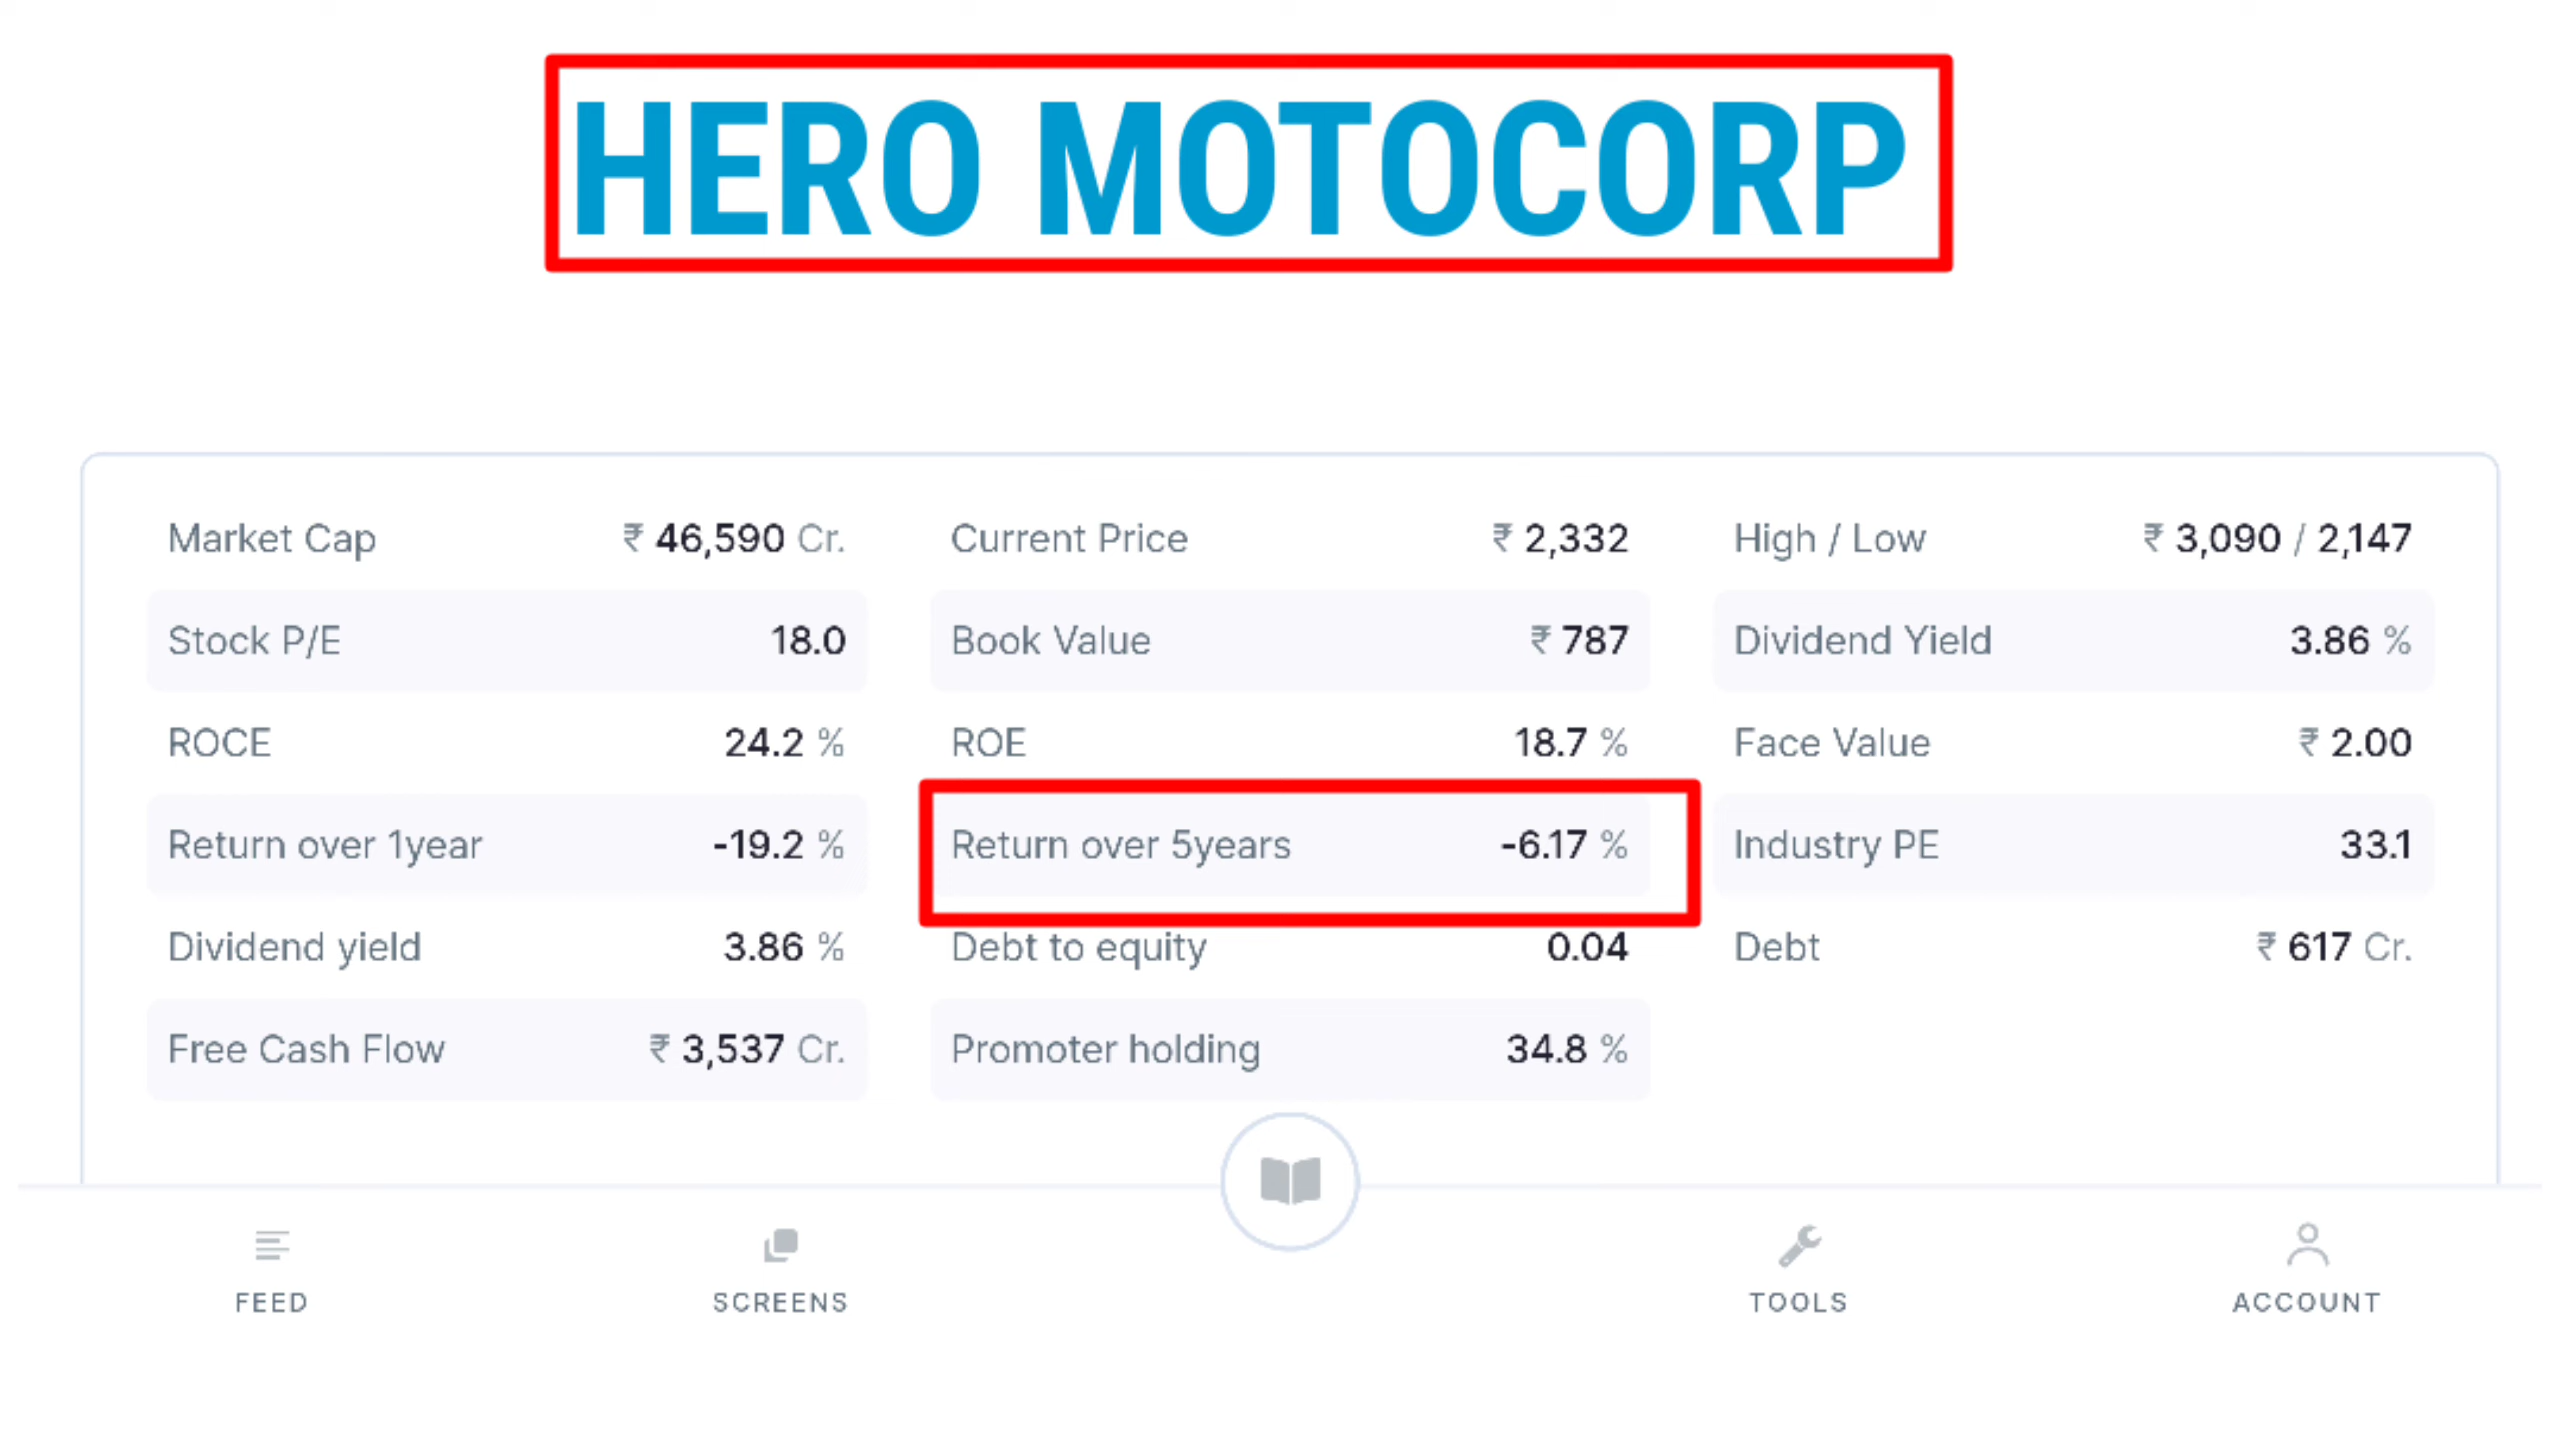 HERO MOTOCORP
Market Cap ₹ 46,590 Cr. Current Price ₹ 2,332 High / Low ₹ 3,090 / 2,147
Stock P/E 18.0 Book Value ₹ 787 Dividend Yield 3.86 %
ROCE 24.2 % ROE 18.7 % Face Value ₹ 2.00
Return over 1year -19.2 % Return over 5years -6.17 % Industry PE 33.1
Dividend yield 3.86 % Debt to equity 0.04 Debt ₹ 617 Cr.
Free Cash Flow ₹ 3,537 Cr. Promoter holding 34.8 %
FEED SCREENS TOOLS ACCOUNT